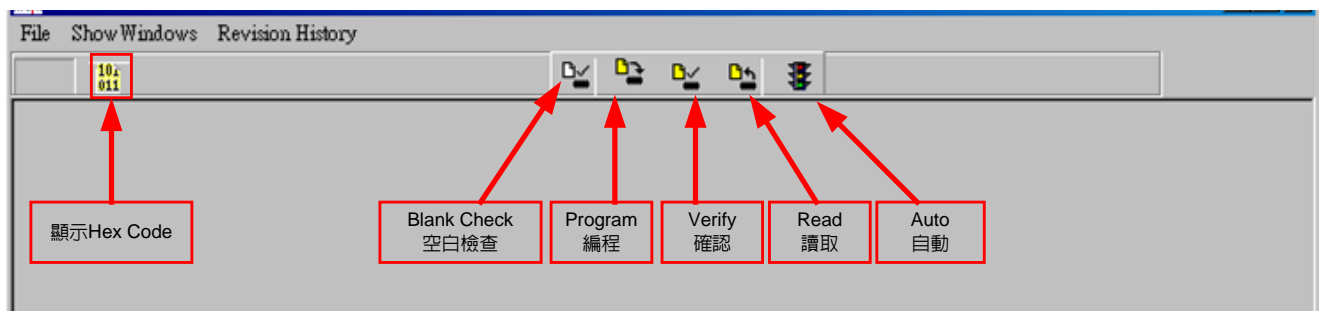 File Show Windows Revision History
101
011
顯示Hex Code
Blank Check
空白檢查
Program
編程
Verify
確認
Read
讀取
Auto
自動